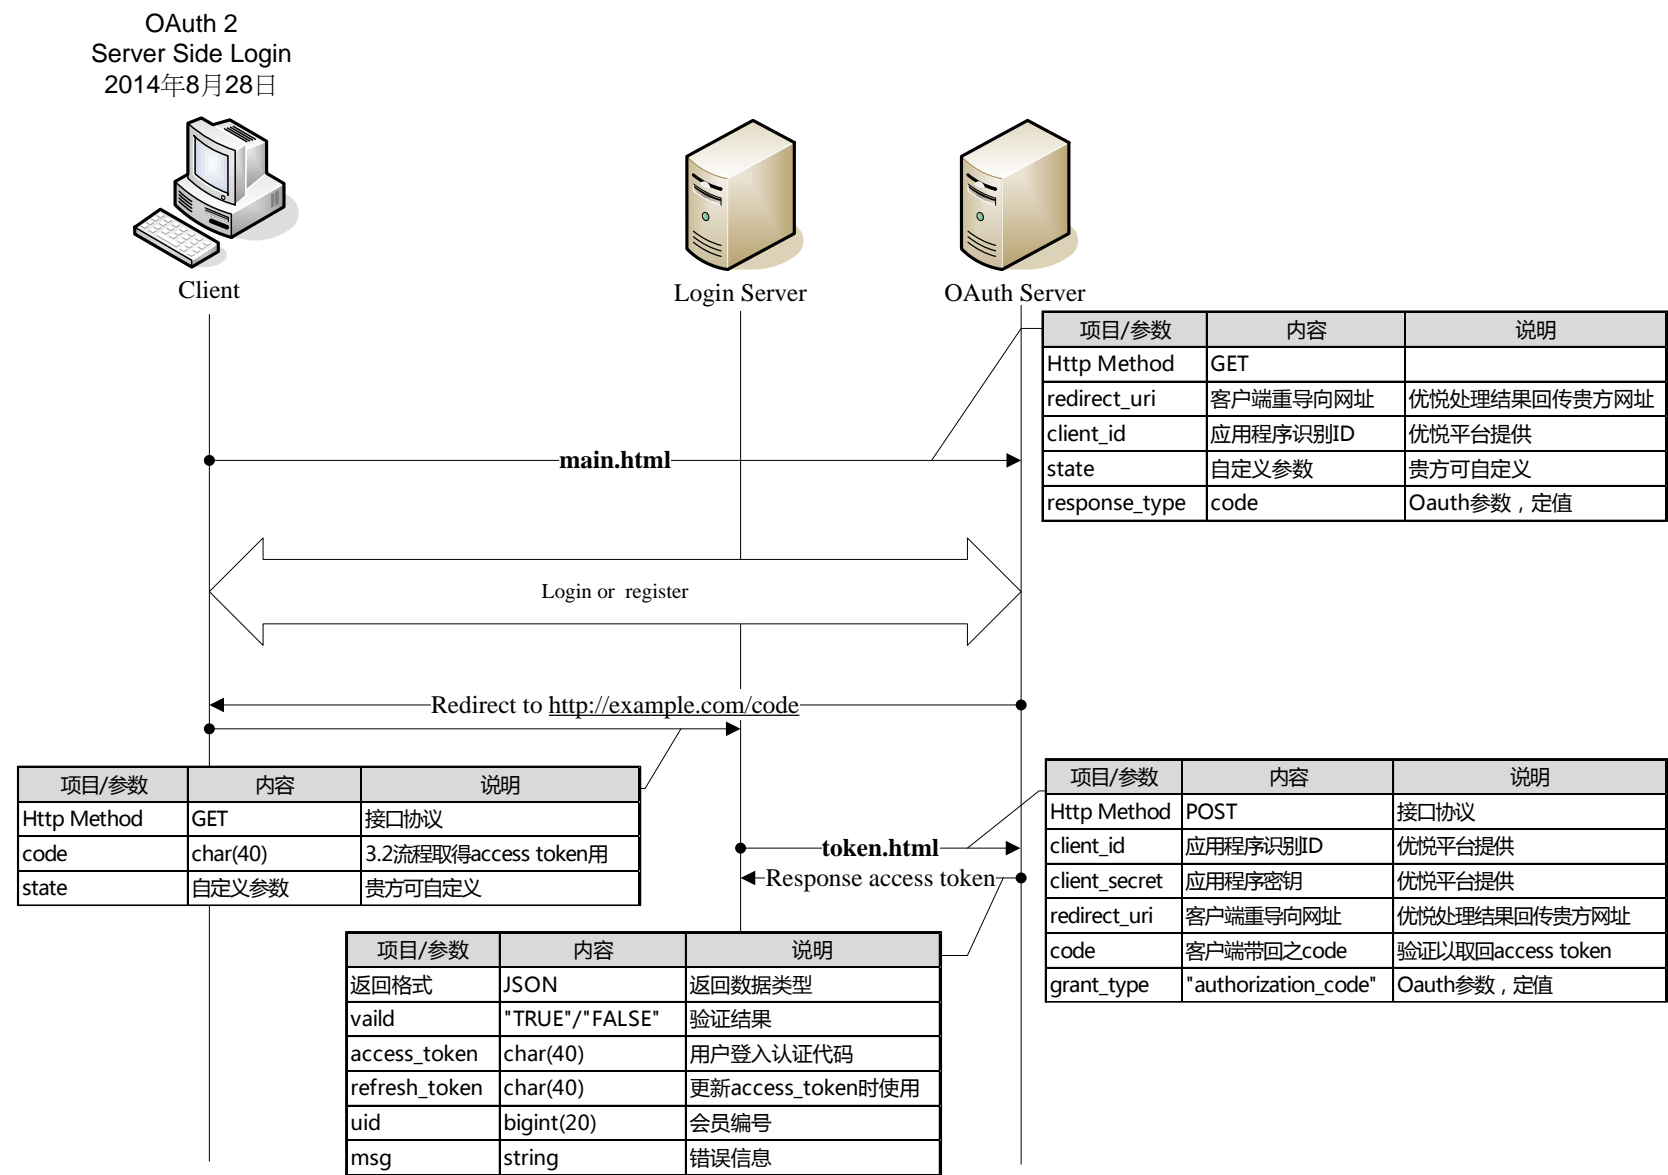 OAuth 2
Server Side Login
2014年8月28日
Client
Login Server
OAuth Server
项目/参数 内容 说明
Http Method GET
redirect_uri 客户端重导向网址 优悦处理结果回传贵方网址
client_id 应用程序识别ID 优悦平台提供
state 自定义参数 贵方可自定义
response_type code Oauth参数，定值
main.html
Login or register
Redirect to http://example.com/code
项目/参数 内容 说明
Http Method GET 接口协议
code char(40) 3.2流程取得access token用
state 自定义参数 贵方可自定义
项目/参数 内容 说明
Http Method POST 接口协议
client_id 应用程序识别ID 优悦平台提供
client_secret 应用程序密钥 优悦平台提供
redirect_uri 客户端重导向网址 优悦处理结果回传贵方网址
code 客户端带回之code 验证以取回access token
grant_type "authorization_code" Oauth参数，定值
token.html
Response access token
项目/参数 内容 说明
返回格式 JSON 返回数据类型
vaild "TRUE"/"FALSE" 验证结果
access_token char(40) 用户登入认证代码
refresh_token char(40) 更新access_token时使用
uid bigint(20) 会员编号
msg string 错误信息